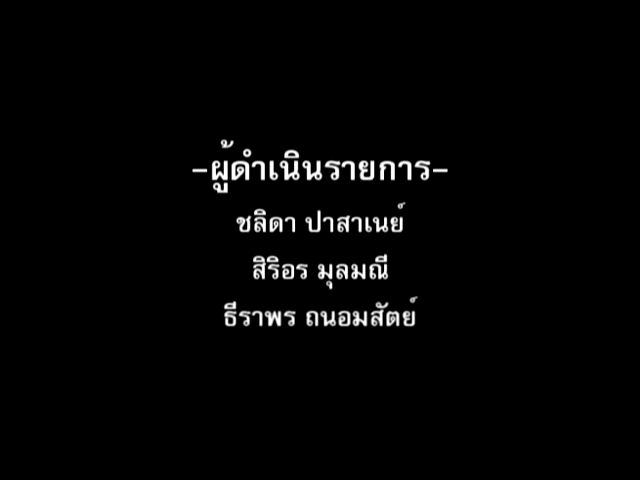 -ผู้ดำเนินรายการ-
ชลิดา ปาสาเนย์
สิริอร มุลมณี
ธีราพร ถนอมสัตย์